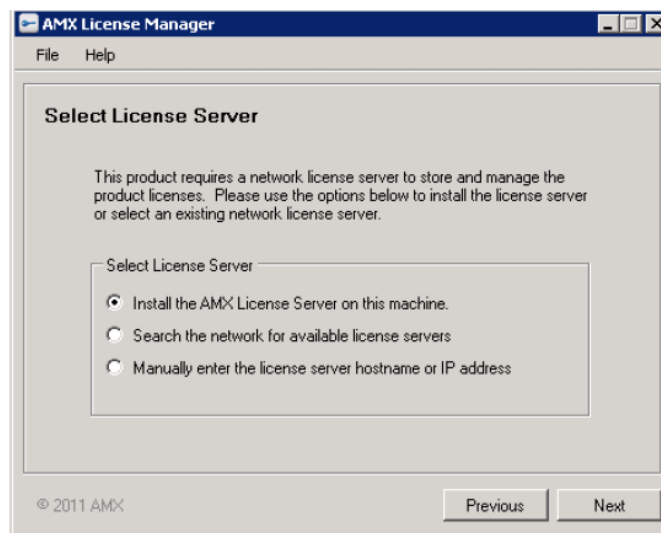 AMX License Manager
File Help
Select License Server
This product requires a network license server to store and manage the
product licenses. Please use the options below to install the license server
or select an existing network license server.
Select License Server
Install the AMX License Server on this machine.
Search the network for available license servers
Manually enter the license server hostname or IP address
© 2011 AMX Previous Next